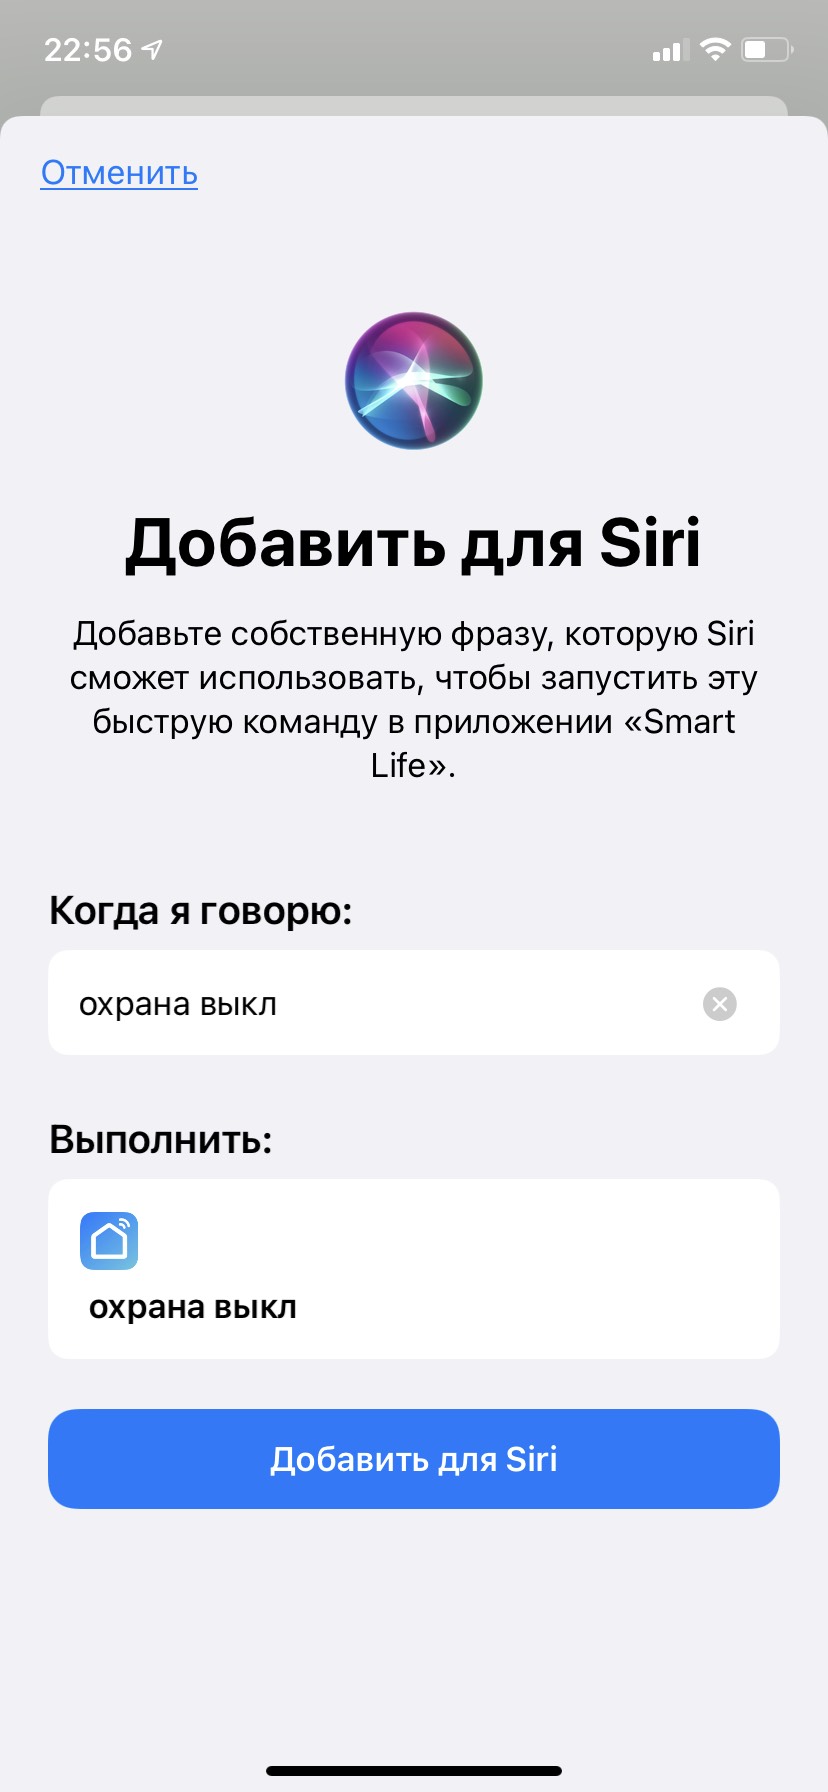 22:56
Отменить
Добавить для Siri
Добавьте собственную фразу, которую Siri
сможет использовать, чтобы запустить эту
быструю команду в приложении «Smart
Life».
Когда я говорю:
охрана выкл
Выполнить:
охрана выкл
Добавить для Siri